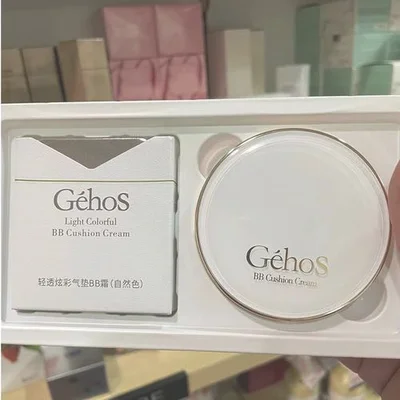 GéhoS
Light Colorful
BB Cushion Cream
轻透炫彩气垫BB霜(自然色)
GéhoS
BB Cushion Cream